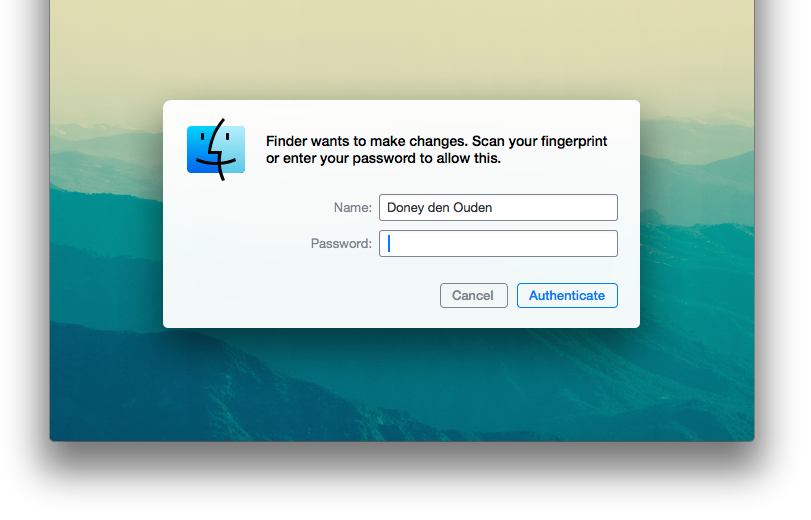 Finder wants to make changes. Scan your fingerprint
or enter your password to allow this.
Name: Doney den Ouden
Password:
Cancel Authenticate